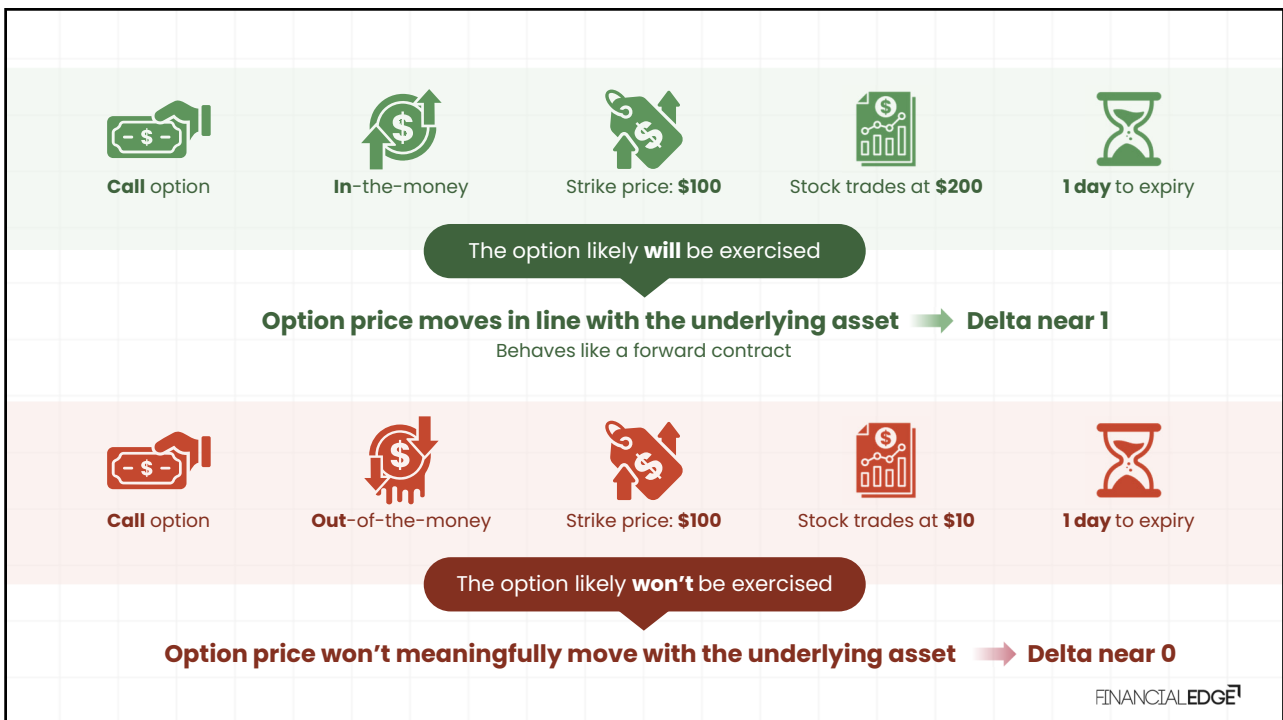 Call option
In-the-money
Strike price: $100
Stock trades at $200
1 day to expiry
The option likely will be exercised
Option price moves in line with the underlying asset Delta near 1
Behaves like a forward contract
Call option
Out-of-the-money
Strike price: $100
Stock trades at $10
1 day to expiry
The option likely won't be exercised
Option price won't meaningfully move with the underlying asset Delta near 0
FINANCIALEDGE